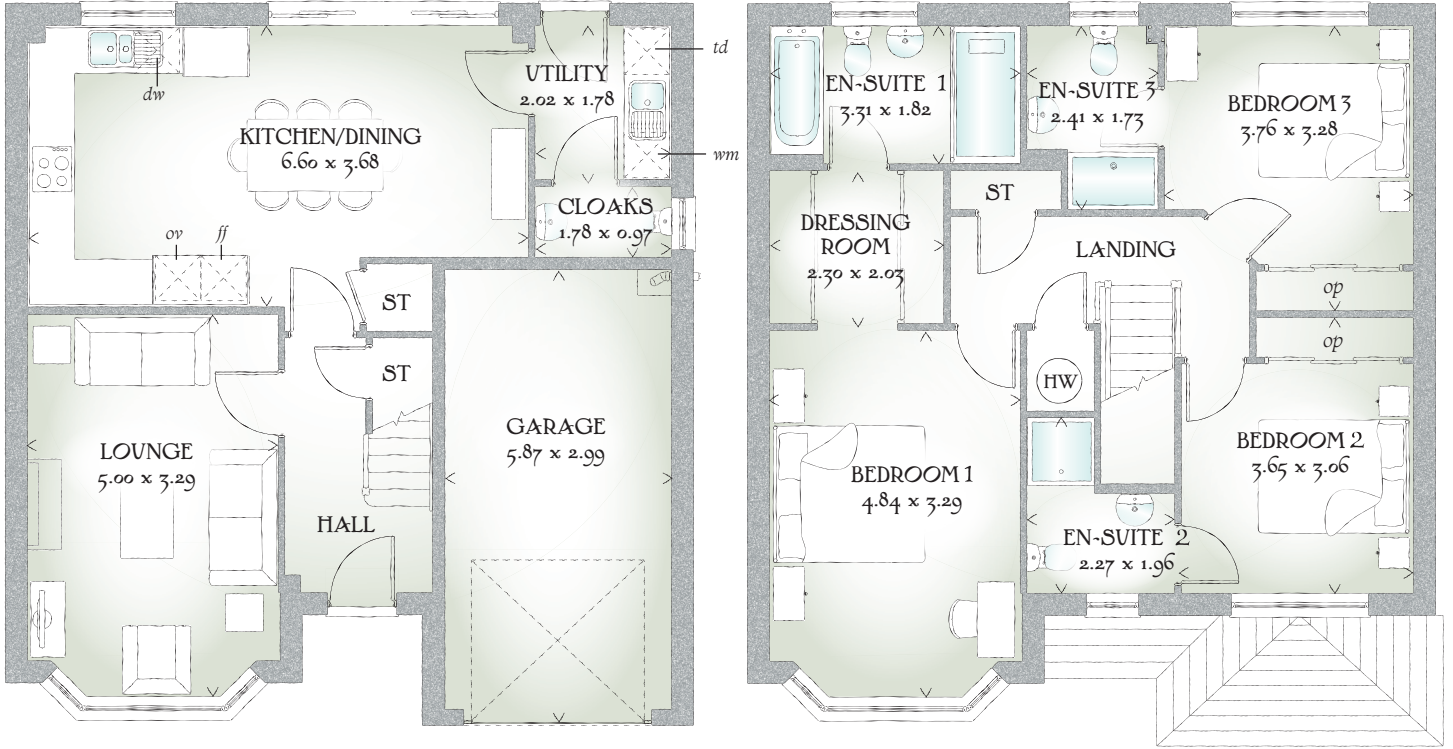 td
dw
UTILITY
2.02 x 1.78
KITCHEN/DINING
6.60 x 3.68
wm
CLOAKS
1.78 x 0.97
ov
ff
ST
ST
LOUNGE
5.00 x 3.29
GARAGE
5.87 x 2.99
HALL
EN-SUITE 1
3.31 x 1.82
EN-SUITE 3
2.41 x 1.73
BEDROOM 3
3.76 x 3.28
ST
DRESSING
ROOM
2.30 x 2.03
LANDING
op
op
HW
BEDROOM 1
4.84 x 3.29
BEDROOM 2
3.65 x 3.06
EN-SUITE 2
2.27 x 1.96